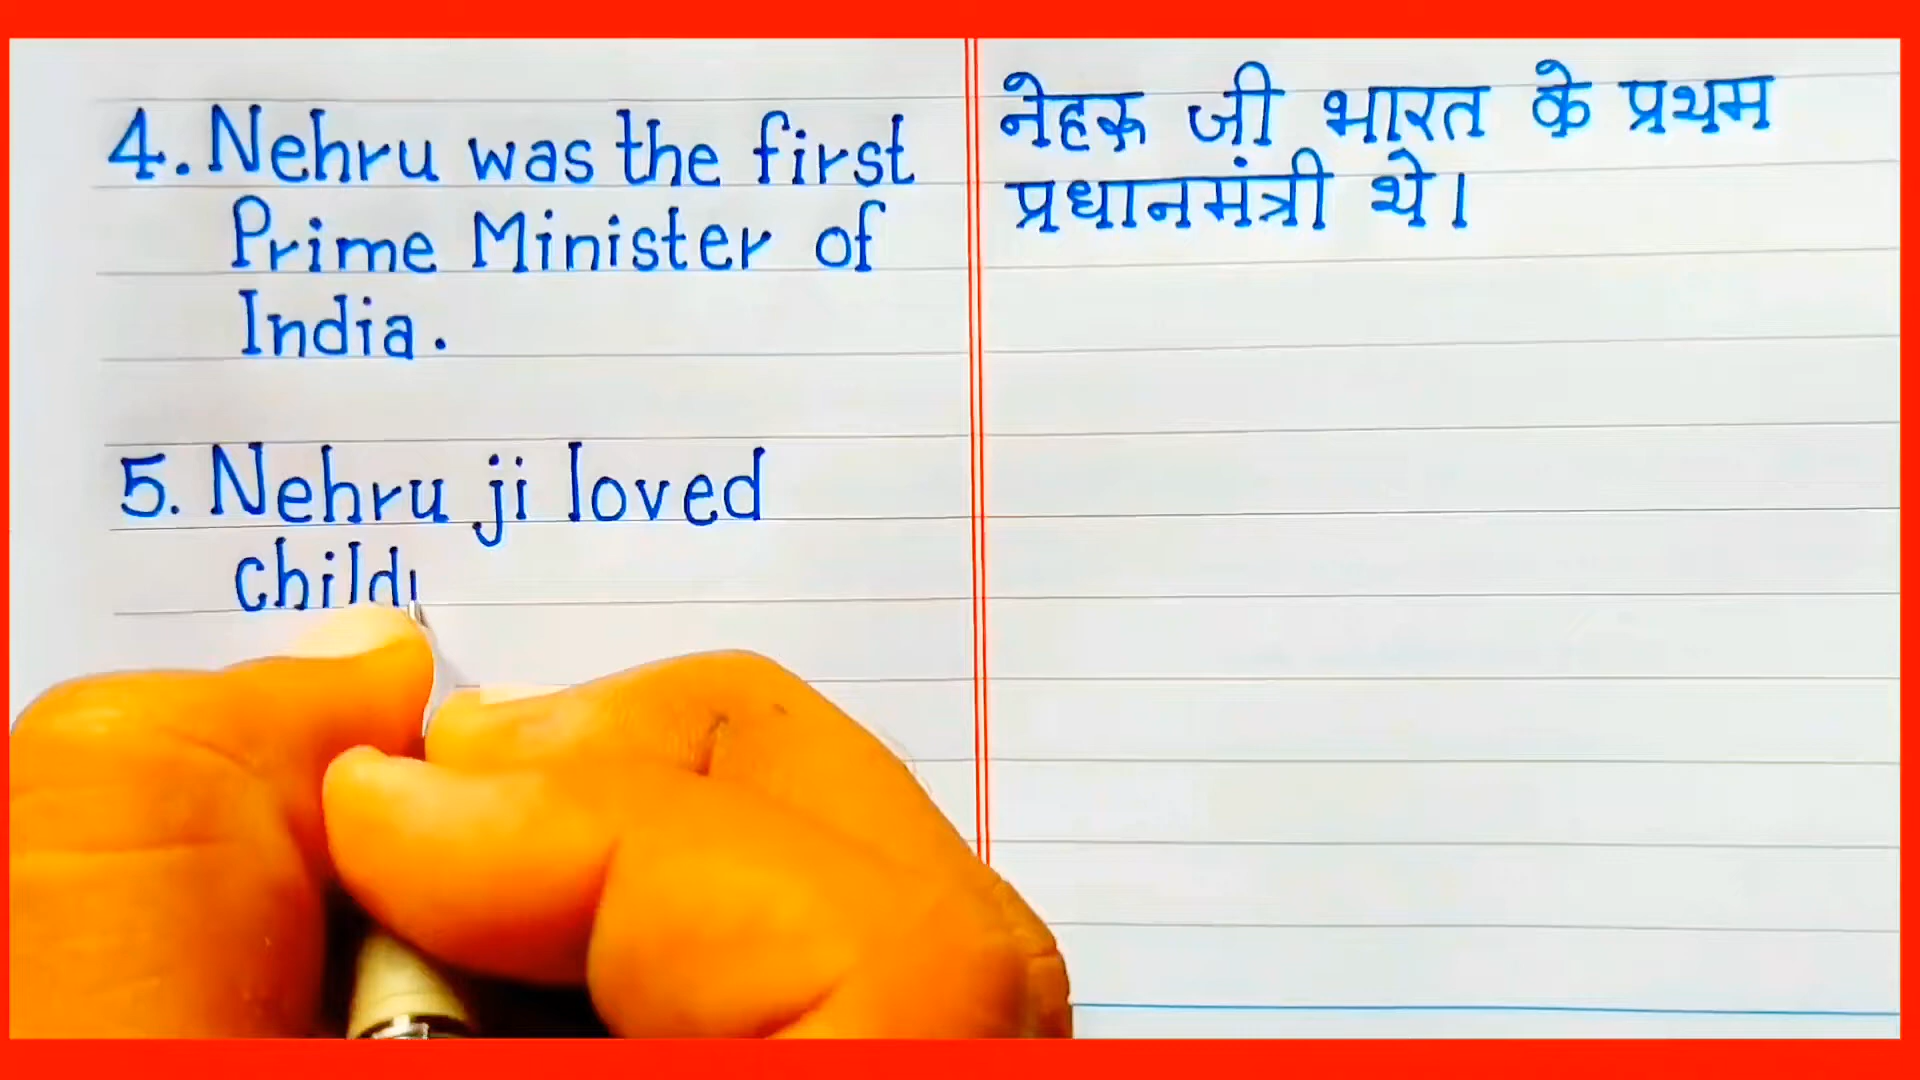 4. Nehru was the first
Prime Minister of
India.
5. Nehru ji loved
नेहरू जी भारत के प्रथम
प्रधानमंत्री थे।